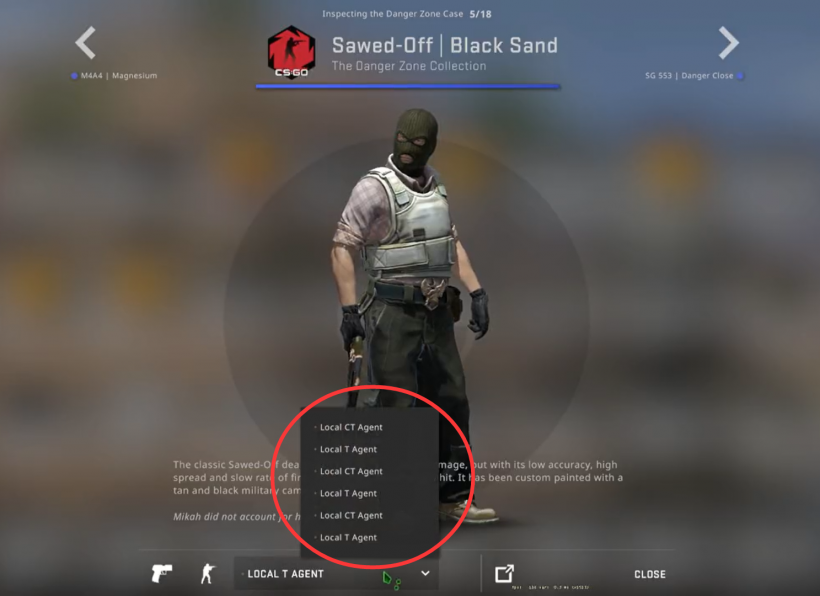 Inspecting the Danger Zone Case 5/18
CS:GO
Sawed-Off | Black Sand
The Danger Zone Collection
M4A4 | Magnesium
SG 553 | Danger Close
Local CT Agent
Local T Agent
Local CT Agent
Local T Agent
Local CT Agent
Local T Agent
The classic Sawed-Off dea mage, but with its low accuracy, high
spread and slow rate of fir hit. It has been custom painted with a
tan and black military cam
Mikah did not account for h
LOCAL T AGENT
CLOSE